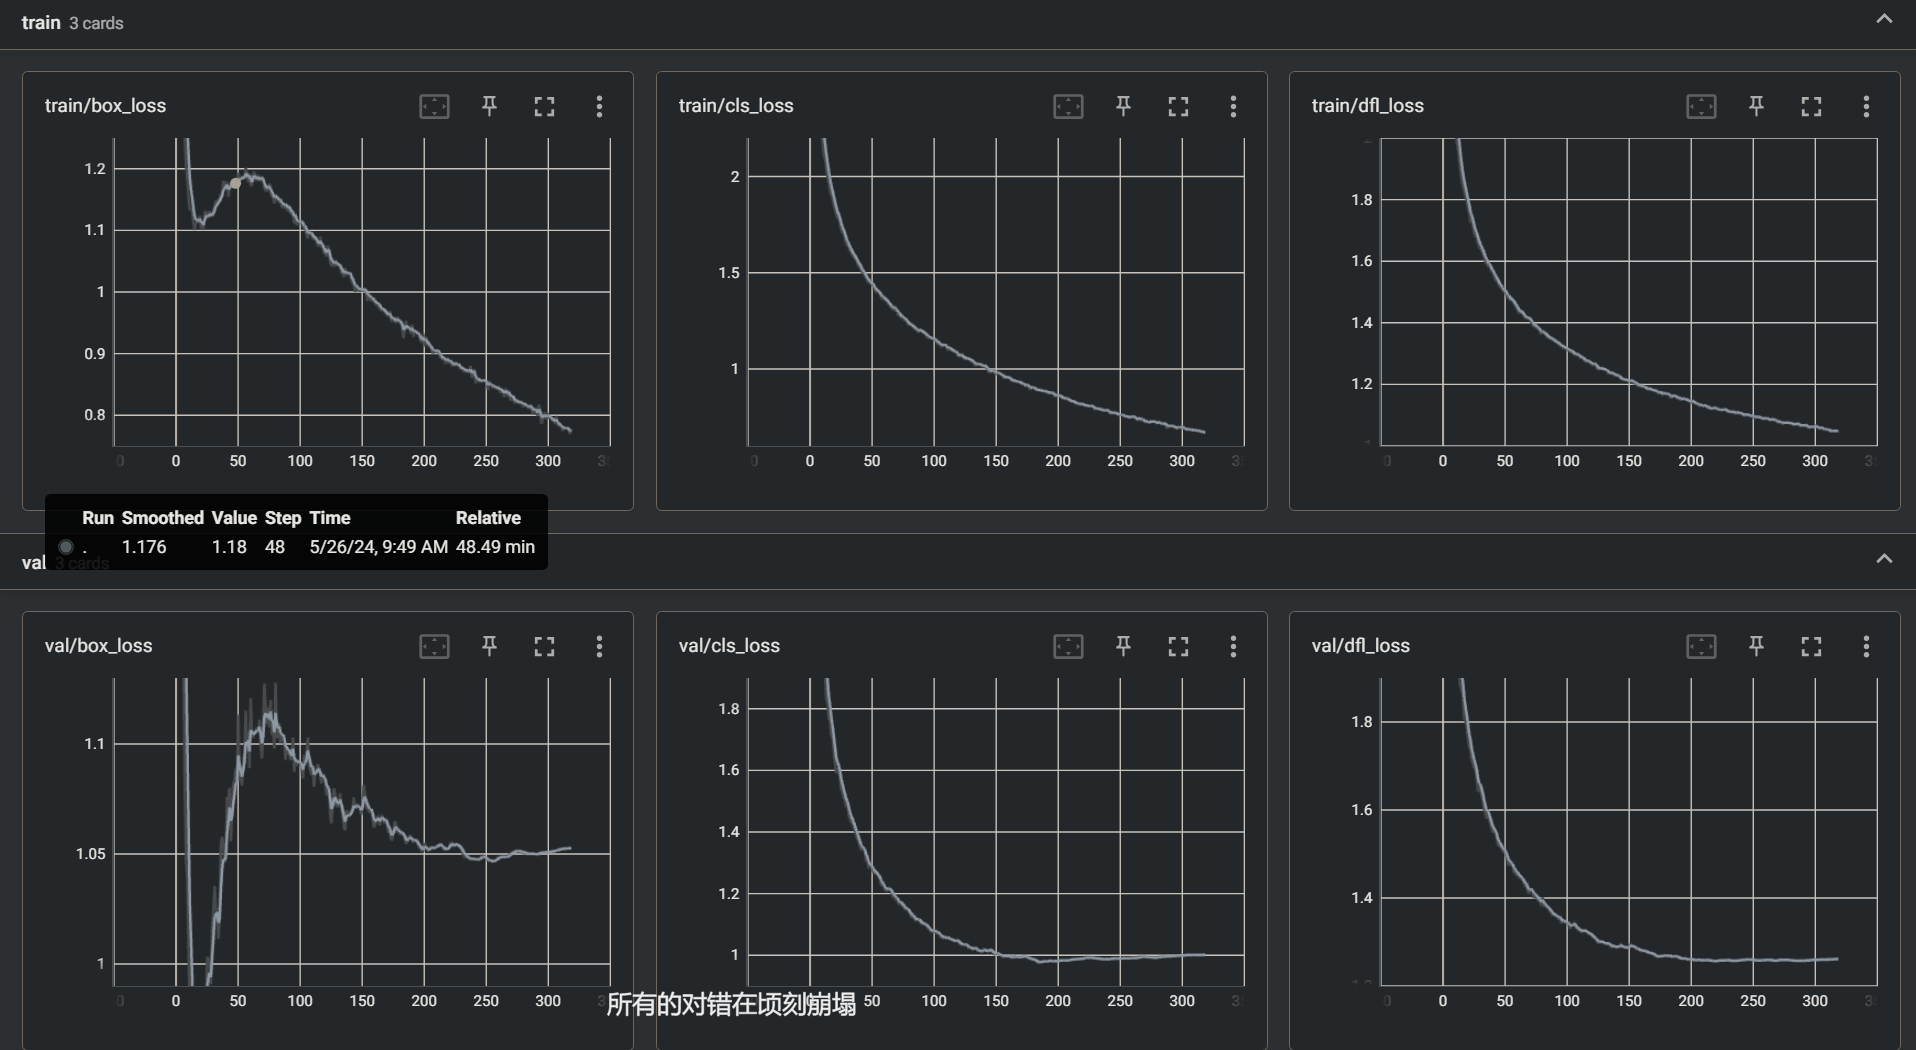 train 3 cards
train/box_loss
1.2
1.1
1
0.9
0.8
0 0 50 100 150 200 250 300
train/cls_loss
2
1.5
1
0 0 50 100 150 200 250 300
train/dfl_loss
1.8
1.6
1.4
1.2
0 0 50 100 150 200 250 300
Run Smoothed Value Step Time Relative
. 1.176 1.18 48 5/26/24, 9:49 AM 48.49 min
val 3 cards
val/box_loss
1.1
1.05
1
0 0 50 100 150 200 250 300
val/cls_loss
1.8
1.6
1.4
1.2
1
0 50 100 150 200 250 300
val/dfl_loss
1.8
1.6
1.4
0 0 50 100 150 200 250 300
所有的对错在顷刻崩塌